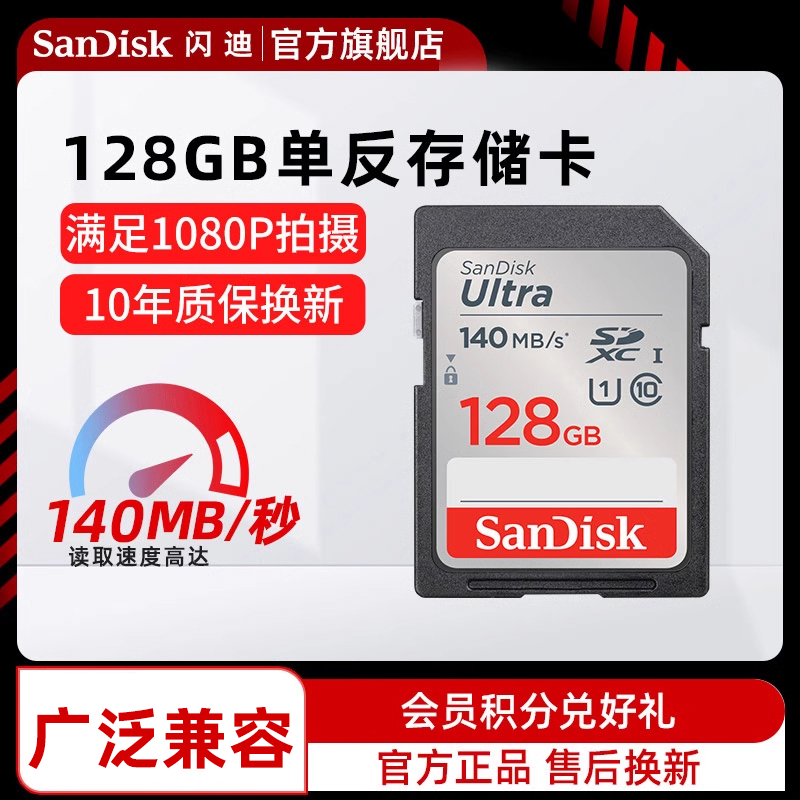 SanDisk 闪迪 官方旗舰店
128GB单反存储卡
满足1080P拍摄
10年质保换新
SanDisk
Ultra
140 MB/s*
SD XC I
U1 C10
128GB
SanDisk
140MB/秒
读取速度高达
广泛兼容
会员积分兑好礼
官方正品 售后换新